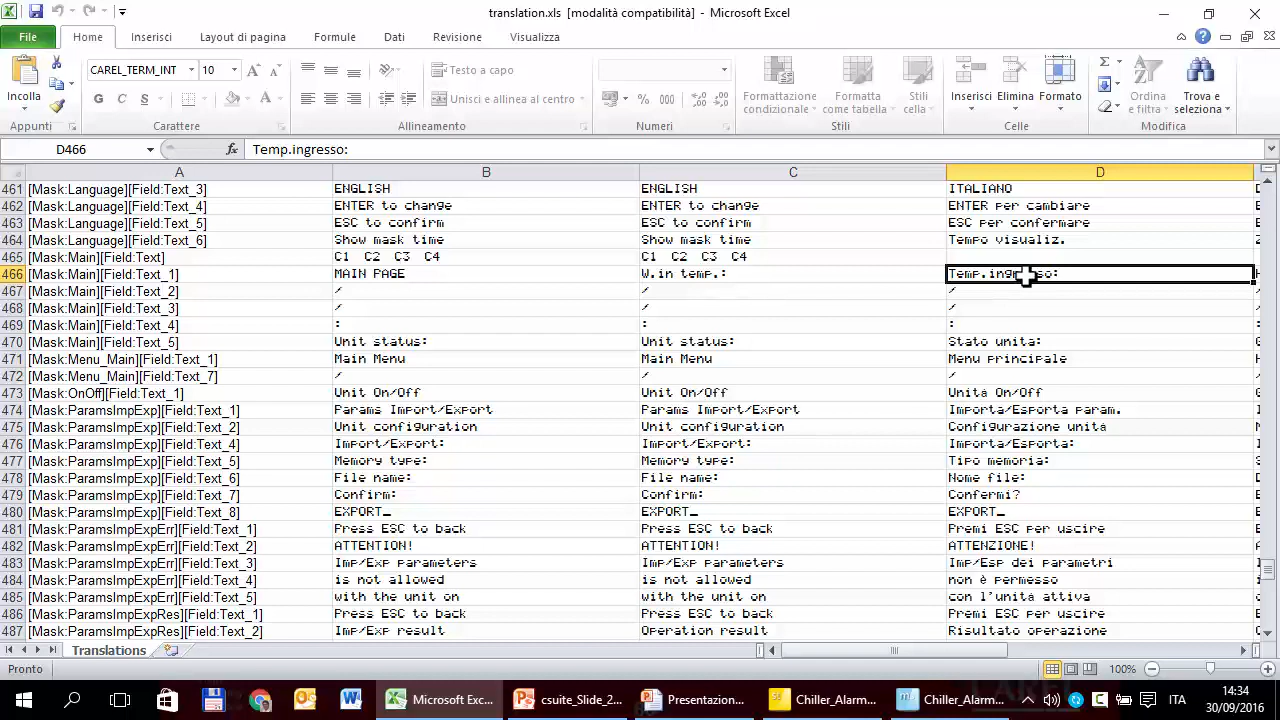 translation.xls [modalità compatibilità] - Microsoft Excel
File Home Inserisci Layout di pagina Formule Dati Revisione Visualizza
CAREL_TERM_INT 10 Testo a capo
Incolla G C S Unisci e allinea al centro % 000 Formattazione condizionale Formatta come tabella Stili cella Inserisci Elimina Formato Ordina e filtra Trova e seleziona
Appunti Carattere Allineamento Numeri Stili Celle Modifica
D466 fx Temp.ingresso:
A B C D
461 [Mask:Language][Field:Text_3] ENGLISH ENGLISH ITALIANO
462 [Mask:Language][Field:Text_4] ENTER to change ENTER to change ENTER per cambiare
463 [Mask:Language][Field:Text_5] ESC to confirm ESC to confirm ESC per confermare
464 [Mask:Language][Field:Text_6] Show mask time Show mask time Tempo visualiz.
465 [Mask:Main][Field:Text] C1 C2 C3 C4 C1 C2 C3 C4
466 [Mask:Main][Field:Text_1] MAIN PAGE W.in temp.: Temp.ingresso:
467 [Mask:Main][Field:Text_2] / / /
468 [Mask:Main][Field:Text_3] / / /
469 [Mask:Main][Field:Text_4] : : :
470 [Mask:Main][Field:Text_5] Unit status: Unit status: Stato unita:
471 [Mask:Menu_Main][Field:Text_1] Main Menu Main Menu Menu principale
472 [Mask:Menu_Main][Field:Text_7] / / /
473 [Mask:OnOff][Field:Text_1] Unit On/Off Unit On/Off Unità On/Off
474 [Mask:ParamsImpExp][Field:Text_1] Params Import/Export Params Import/Export Importa/Esporta param.
475 [Mask:ParamsImpExp][Field:Text_2] Unit configuration Unit configuration Configurazione unità
476 [Mask:ParamsImpExp][Field:Text_4] Import/Export: Import/Export: Importa/Esporta:
477 [Mask:ParamsImpExp][Field:Text_5] Memory type: Memory type: Tipo memoria:
478 [Mask:ParamsImpExp][Field:Text_6] File name: File name: Nome file:
479 [Mask:ParamsImpExp][Field:Text_7] Confirm: Confirm: Confermi?
480 [Mask:ParamsImpExp][Field:Text_8] EXPORT_ EXPORT_ EXPORT_
481 [Mask:ParamsImpExpErr][Field:Text_1] Press ESC to back Press ESC to back Premi ESC per uscire
482 [Mask:ParamsImpExpErr][Field:Text_2] ATTENTION! ATTENTION! ATTENZIONE!
483 [Mask:ParamsImpExpErr][Field:Text_3] Imp/Exp parameters Imp/Exp parameters Imp/Esp dei parametri
484 [Mask:ParamsImpExpErr][Field:Text_4] is not allowed is not allowed non è permesso
485 [Mask:ParamsImpExpErr][Field:Text_5] with the unit on with the unit on con l'unità attiva
486 [Mask:ParamsImpExpRes][Field:Text_1] Press ESC to back Press ESC to back Premi ESC per uscire
487 [Mask:ParamsImpExpRes][Field:Text_2] Imp/Exp result Operation result Risultato operazione
Translations
Pronto 100%
Microsoft Exc... csuite_Slide_2... Presentazion... Chiller_Alarm... Chiller_Alarm... ITA 14:34
30/09/2016